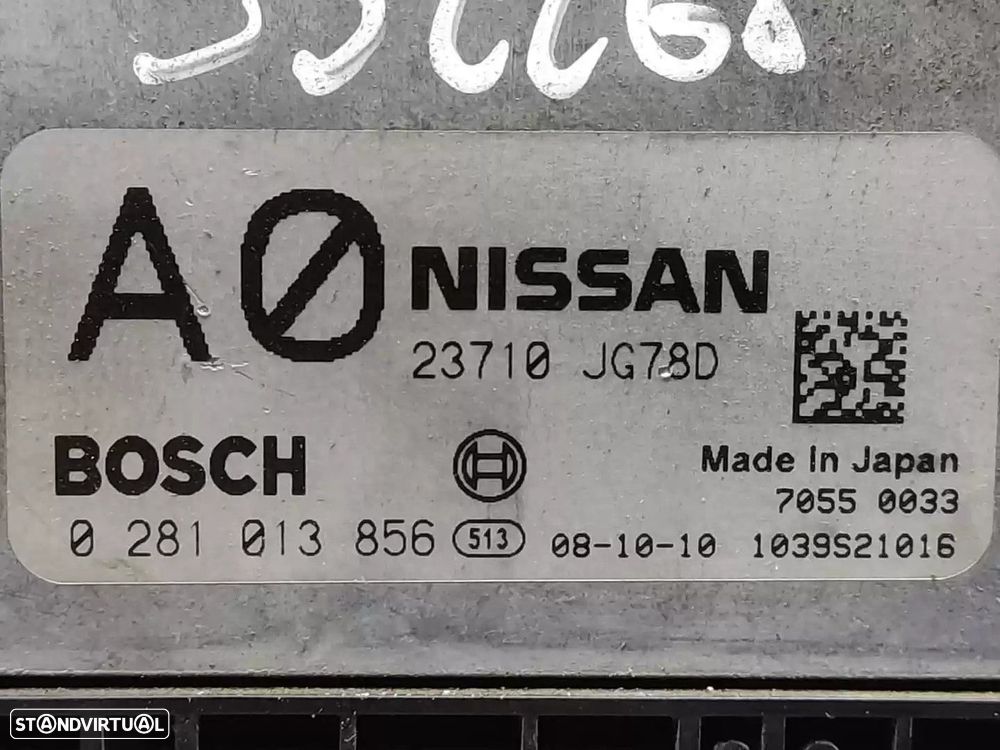 A0 NISSAN
23710 JG78D
BOSCH
Made In Japan
7055 0033
0 281 013 856 513 08-10-10 1039S21016
STANDVIRTUAL